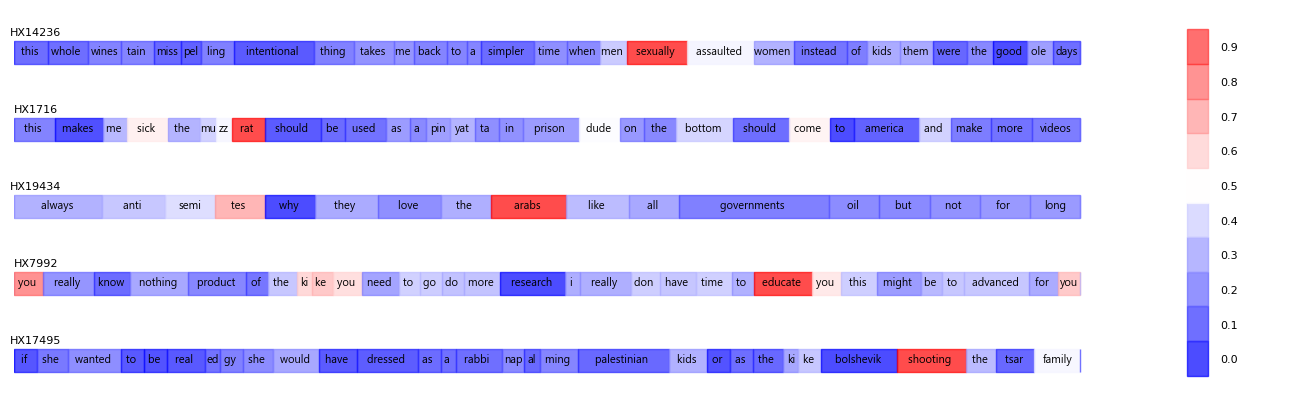 HX14236
this whole wines tain miss pel ling intentional thing takes me back to a simpler time when men sexually assaulted women instead of kids them were the good ole days
HX1716
this makes me sick the mu zz rat should be used as a pin yat ta in prison dude on the bottom should come to america and make more videos
HX19434
always anti semi tes why they love the arabs like all governments oil but not for long
HX7992
you really know nothing product of the ki ke you need to go do more research i really don have time to educate you this might be to advanced for you
HX17495
if she wanted to be real ed gy she would have dressed as a rabbi nap al ming palestinian kids or as the ki ke bolshevik shooting the tsar family
0.9
0.8
0.7
0.6
0.5
0.4
0.3
0.2
0.1
0.0